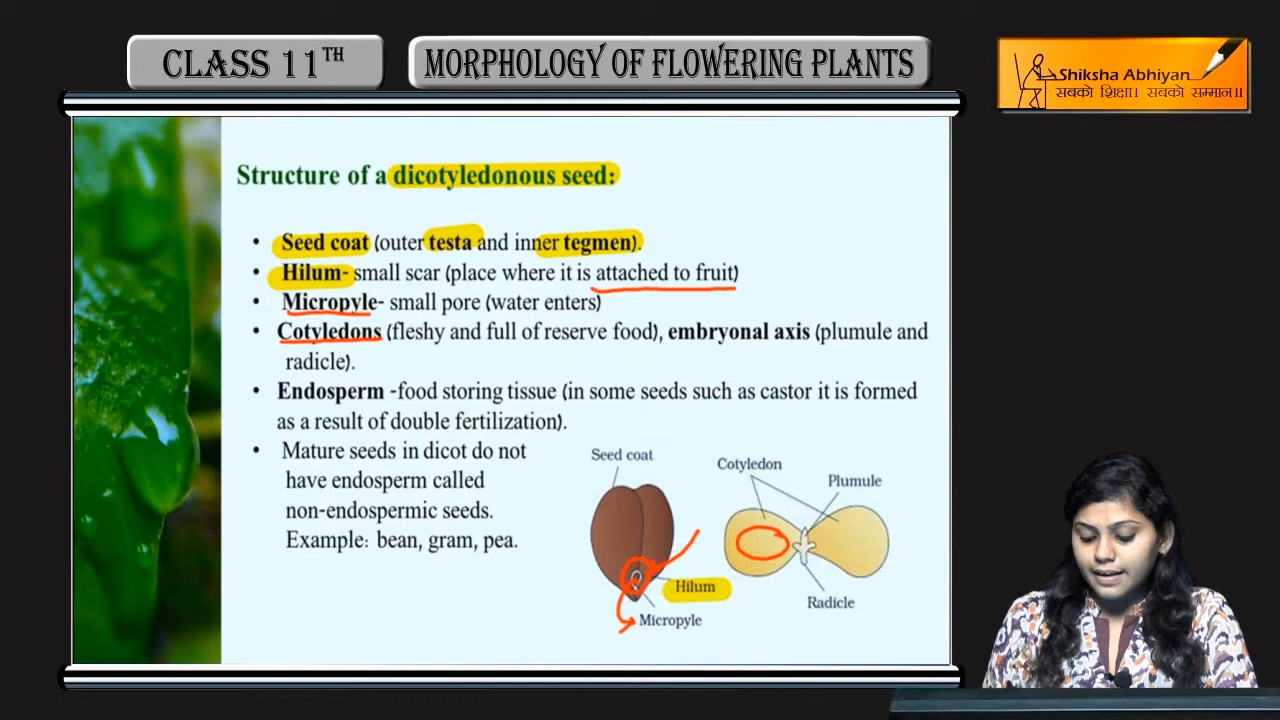 CLASS 11TH
MORPHOLOGY OF FLOWERING PLANTS
Shiksha Abhiyan
सबको शिक्षा। सबको सम्मान॥
Structure of a dicotyledonous seed:
• Seed coat (outer testa and inner tegmen).
• Hilum- small scar (place where it is attached to fruit)
• Micropyle- small pore (water enters)
• Cotyledons (fleshy and full of reserve food), embryonal axis (plumule and
radicle).
• Endosperm -food storing tissue (in some seeds such as castor it is formed
as a result of double fertilization).
• Mature seeds in dicot do not
have endosperm called
non-endospermic seeds.
Example: bean, gram, pea.
Seed coat
Cotyledon
Plumule
Hilum
Radicle
Micropyle